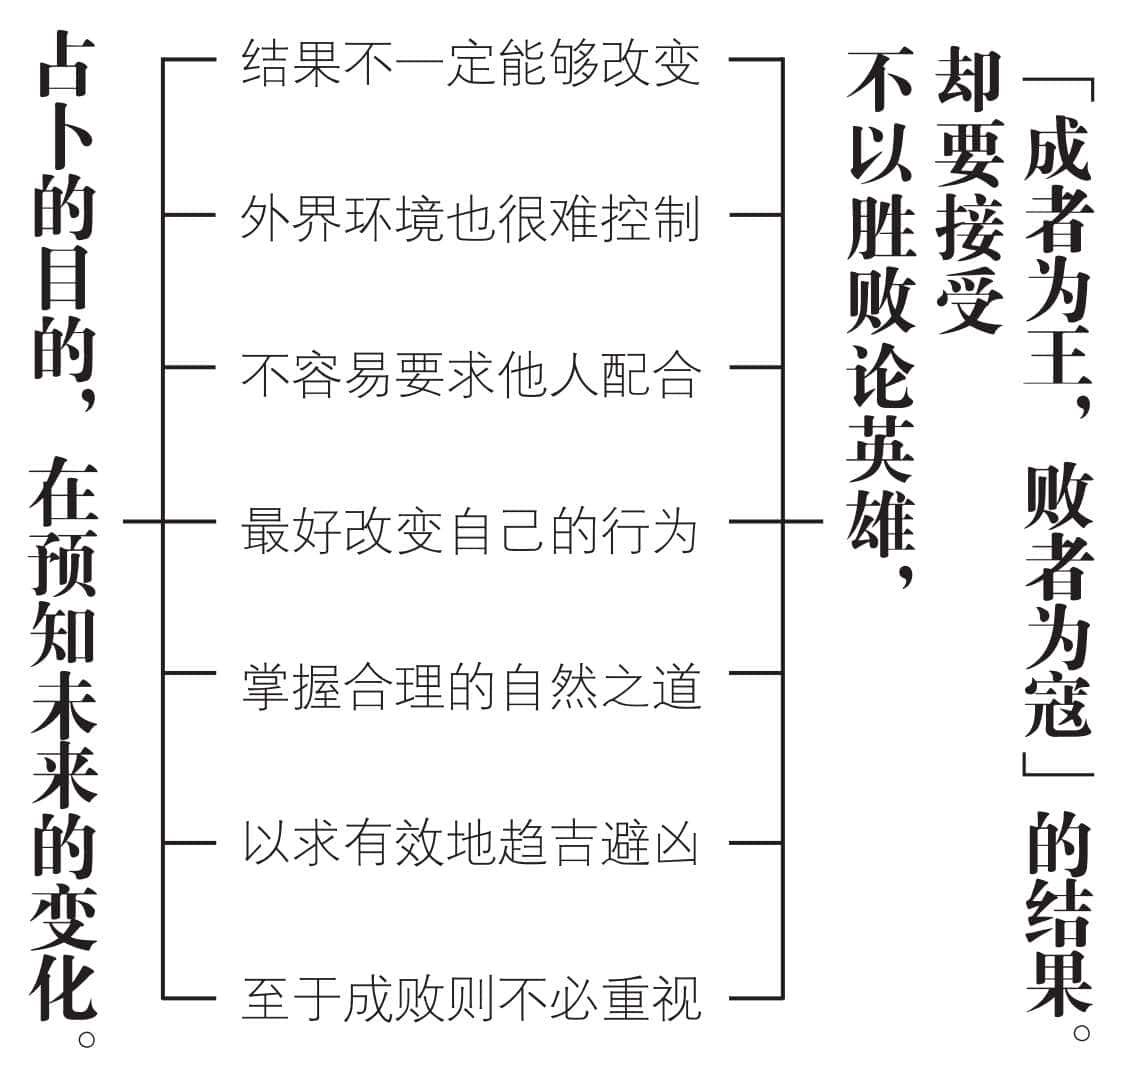 占卜的目的，在预知未来的变化。
结果不一定能够改变
外界环境也很难控制
不容易要求他人配合
最好改变自己的行为
掌握合理的自然之道
以求有效地趋吉避凶
至于成败则不必重视
不以胜败论英雄，
却要接受
「成者为王，败者为寇」的结果。